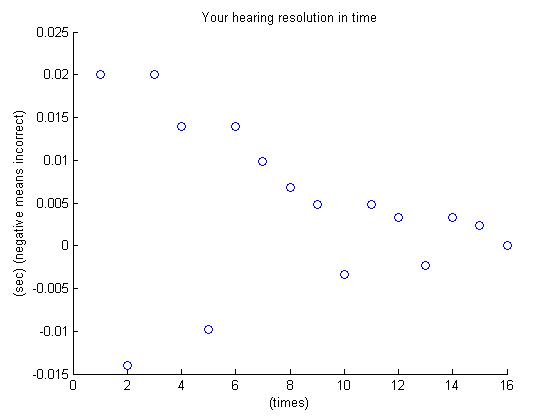 Your hearing resolution in time
0.025
0.02
0.015
0.01
0.005
0
-0.005
-0.01
-0.015
(sec) (negative means incorrect)
0 2 4 6 8 10 12 14 16
(times)